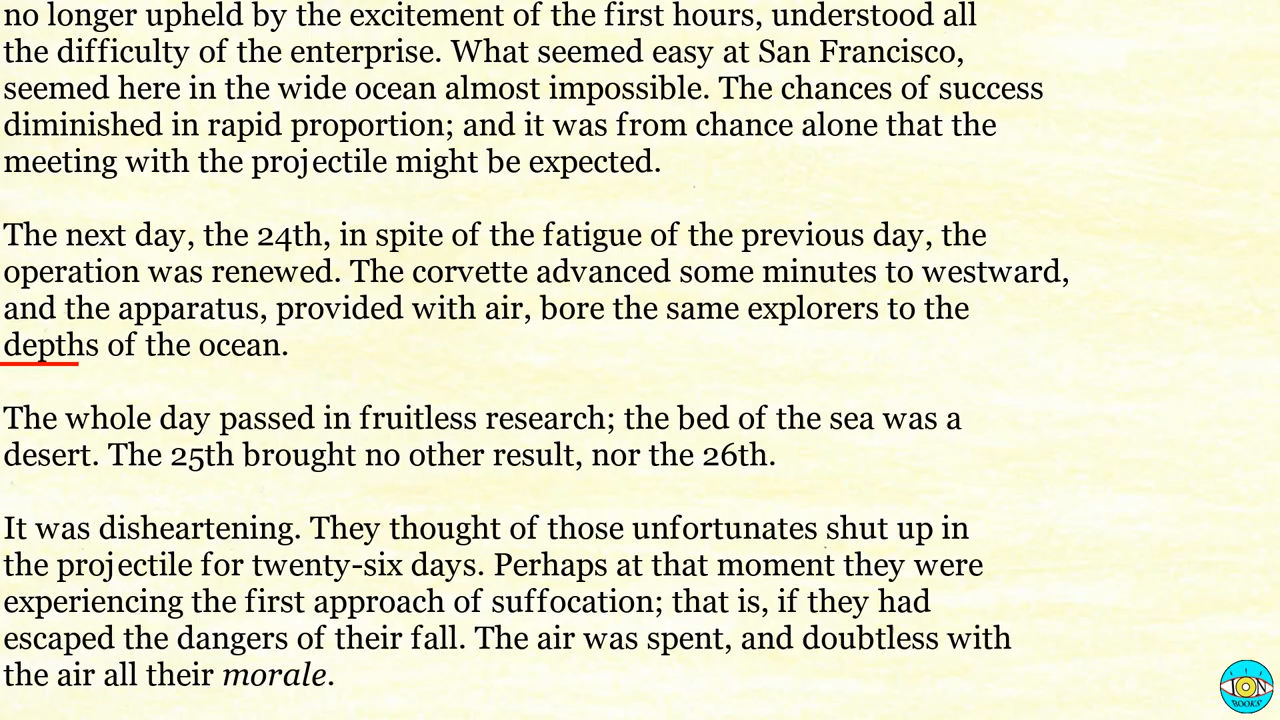 no longer upheld by the excitement of the first hours, understood all
the difficulty of the enterprise. What seemed easy at San Francisco,
seemed here in the wide ocean almost impossible. The chances of success
diminished in rapid proportion; and it was from chance alone that the
meeting with the projectile might be expected.
The next day, the 24th, in spite of the fatigue of the previous day, the
operation was renewed. The corvette advanced some minutes to westward,
and the apparatus, provided with air, bore the same explorers to the
depths of the ocean.
The whole day passed in fruitless research; the bed of the sea was a
desert. The 25th brought no other result, nor the 26th.
It was disheartening. They thought of those unfortunates shut up in
the projectile for twenty-six days. Perhaps at that moment they were
experiencing the first approach of suffocation; that is, if they had
escaped the dangers of their fall. The air was spent, and doubtless with
the air all their morale.
ION
BOOKS